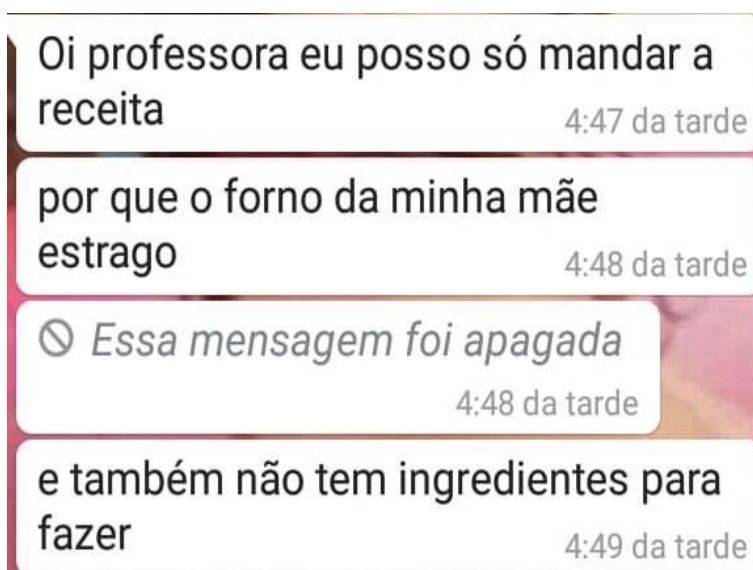 Oi professora eu posso só mandar a
receita
4:47 da tarde
por que o forno da minha mãe
estrago
4:48 da tarde
Essa mensagem foi apagada
4:48 da tarde
e também não tem ingredientes para
fazer
4:49 da tarde